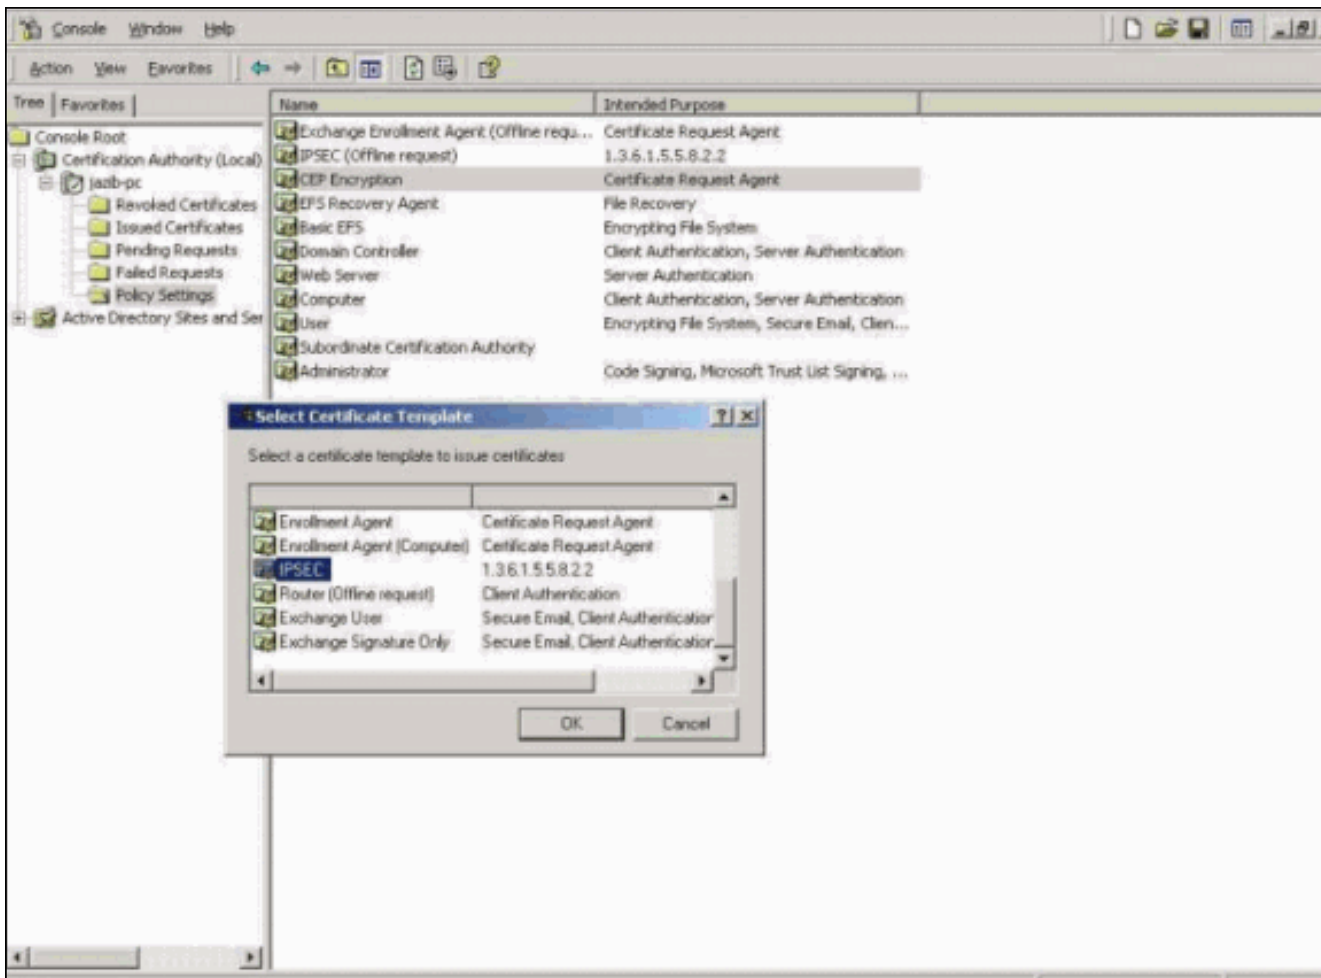 Console Window Help
Action View Favorites
Tree Favorites
Name Intended Purpose
Console Root
Certification Authority (Local)
jazib-pc
Revoked Certificates
Issued Certificates
Pending Requests
Failed Requests
Policy Settings
Active Directory Sites and Ser
Exchange Enrollment Agent (Offline requ... Certificate Request Agent
IPSEC (Offline request) 1.3.6.1.5.5.8.2.2
CEP Encryption Certificate Request Agent
EFS Recovery Agent File Recovery
Basic EFS Encrypting File System
Domain Controller Client Authentication, Server Authentication
Web Server Server Authentication
Computer Client Authentication, Server Authentication
User Encrypting File System, Secure Email, Clien...
Subordinate Certification Authority
Administrator Code Signing, Microsoft Trust List Signing, ...
Select Certificate Template
Select a certificate template to issue certificates
Enrollment Agent Certificate Request Agent
Enrollment Agent (Computer) Certificate Request Agent
IPSEC 1.3.6.1.5.5.8.2.2
Router (Offline request) Client Authentication
Exchange User Secure Email, Client Authentication
Exchange Signature Only Secure Email, Client Authentication
OK Cancel